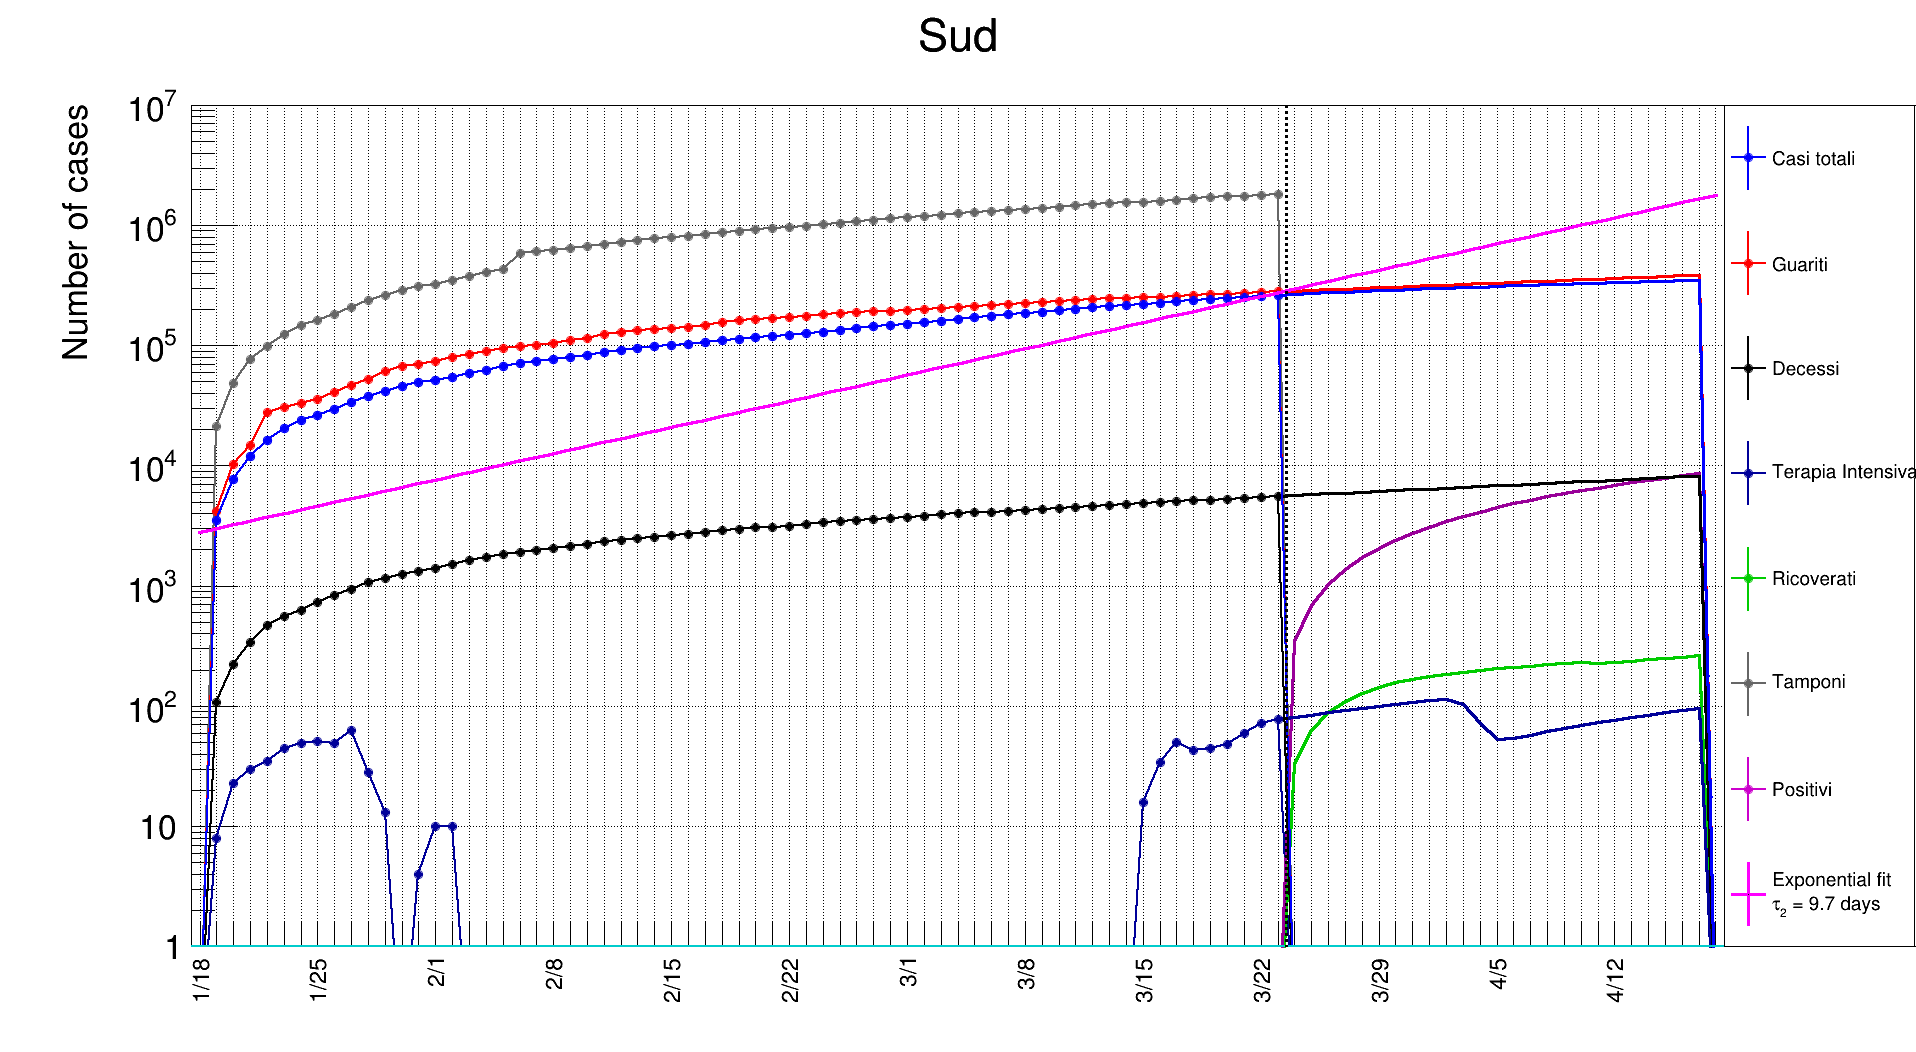 Sud
Number of cases
10^7
10^6
10^5
10^4
10^3
10^2
10
1
1/18
1/25
2/1
2/8
2/15
2/22
3/1
3/8
3/15
3/22
3/29
4/5
4/12
Casi totali
Guariti
Decessi
Terapia Intensiva
Ricoverati
Tamponi
Positivi
Exponential fit
τ₂ = 9.7 days